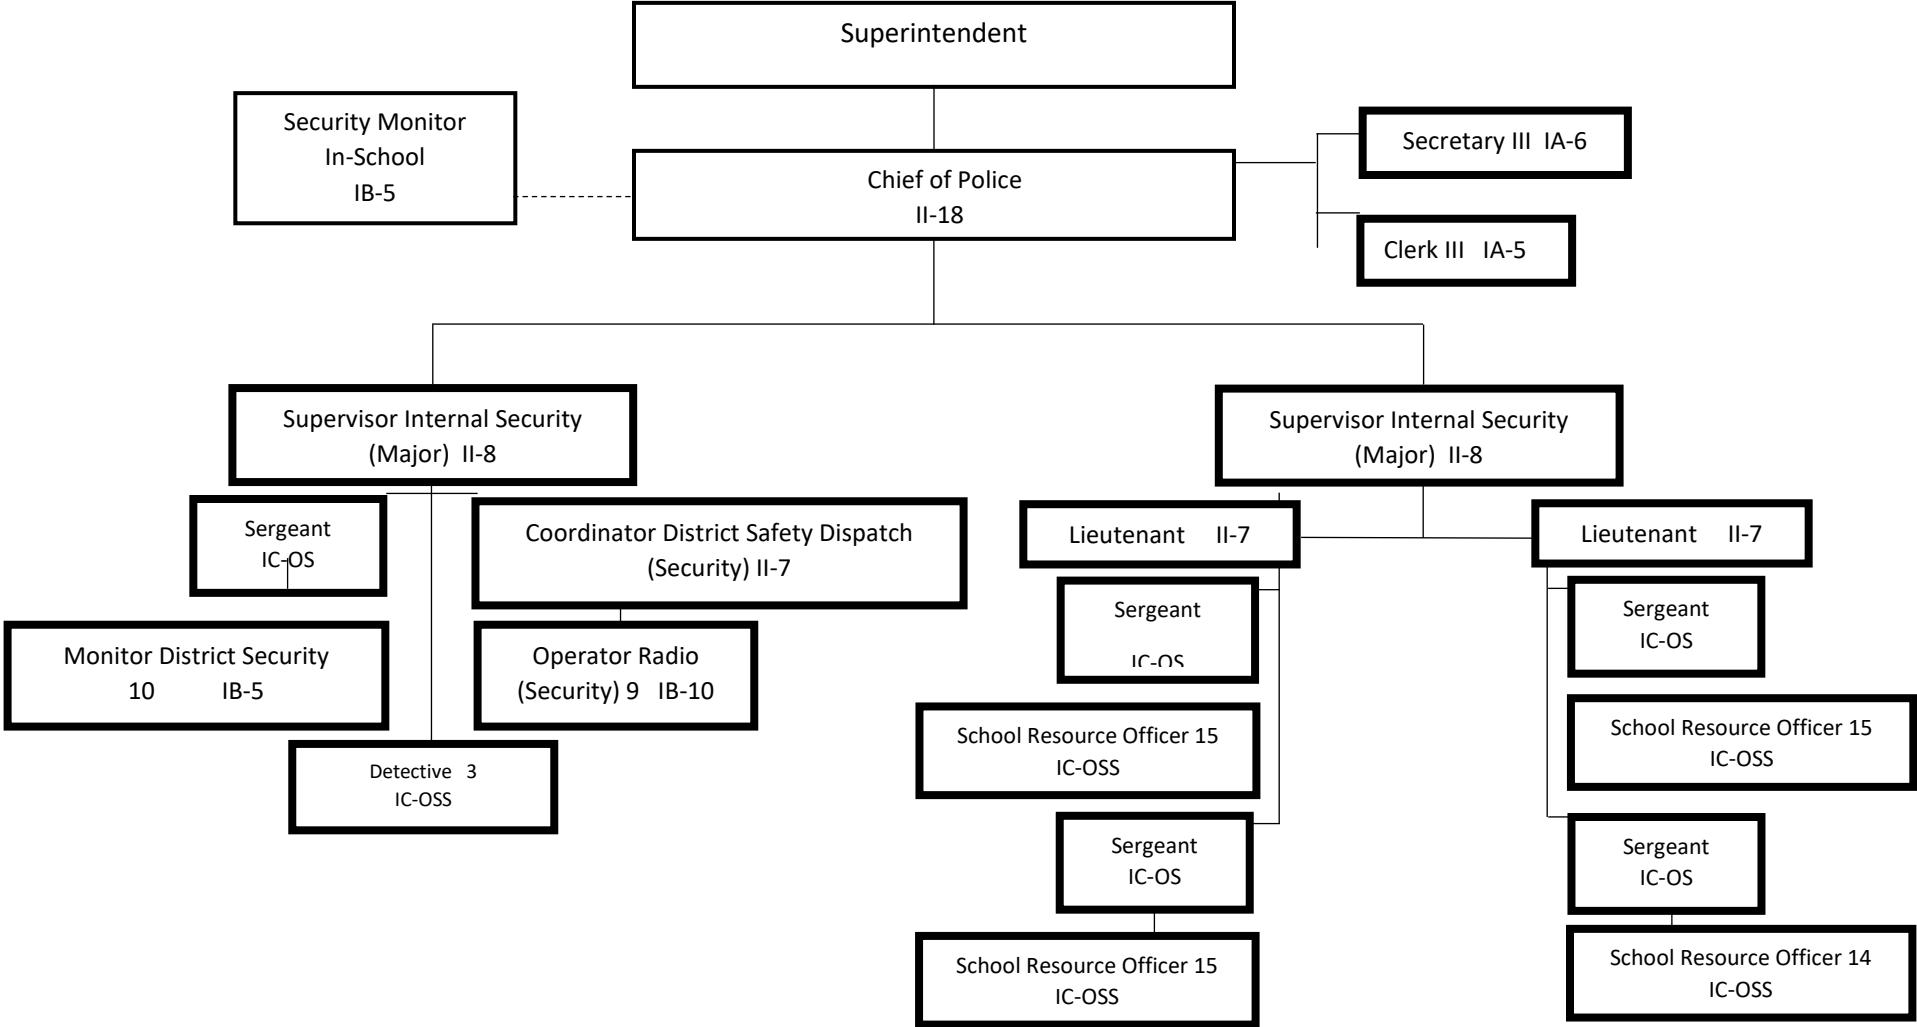 Superintendent
Security Monitor
In-School
IB-5
Chief of Police
II-18
Secretary III IA-6
Clerk III IA-5
Supervisor Internal Security
(Major) II-8
Supervisor Internal Security
(Major) II-8
Sergeant
IC-OS
Coordinator District Safety Dispatch
(Security) II-7
Monitor District Security
10 IB-5
Operator Radio
(Security) 9 IB-10
Detective 3
IC-OSS
Lieutenant II-7
Lieutenant II-7
Sergeant
IC-OS
Sergeant
IC-OS
School Resource Officer 15
IC-OSS
School Resource Officer 15
IC-OSS
Sergeant
IC-OS
Sergeant
IC-OS
School Resource Officer 15
IC-OSS
School Resource Officer 14
IC-OSS